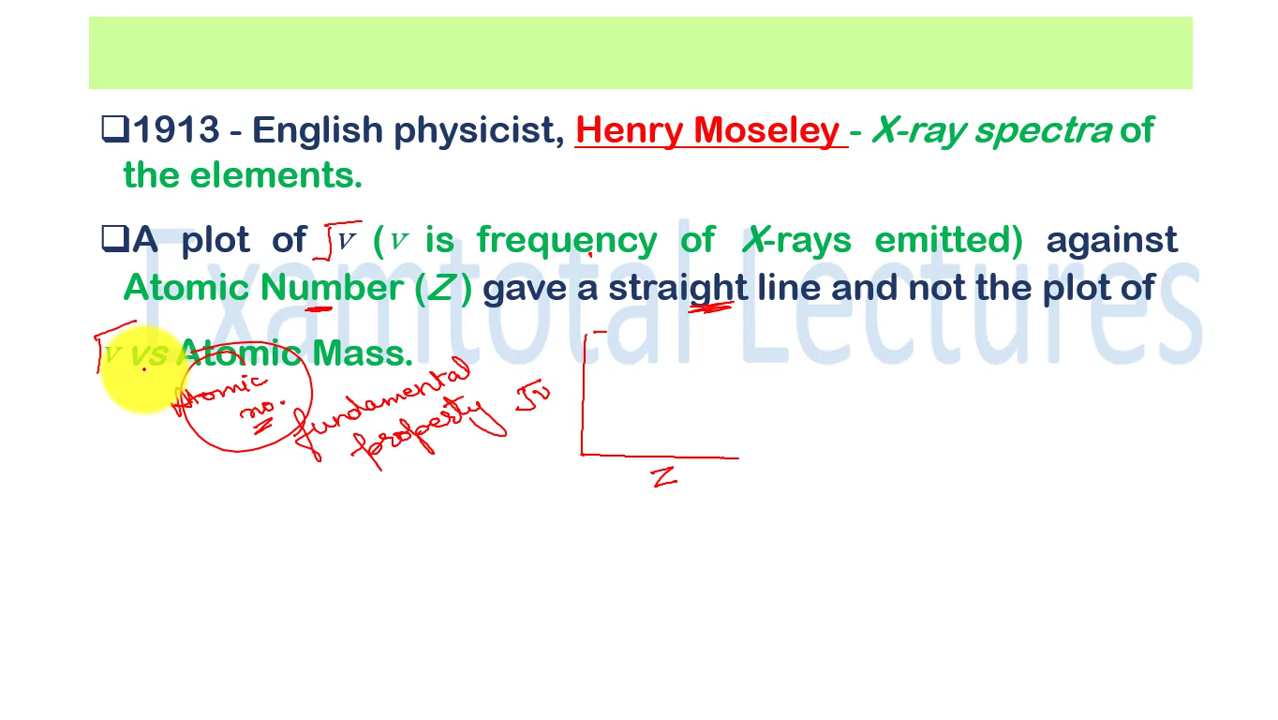 ❑1913 - English physicist, Henry Moseley - X-ray spectra of
the elements.
❑A plot of √ν (ν is frequency of X-rays emitted) against
Atomic Number (Z) gave a straight line and not the plot of
√ν vs Atomic Mass.
Atomic
no.
fundamental
property
√ν
Z
Examtotal Lectures